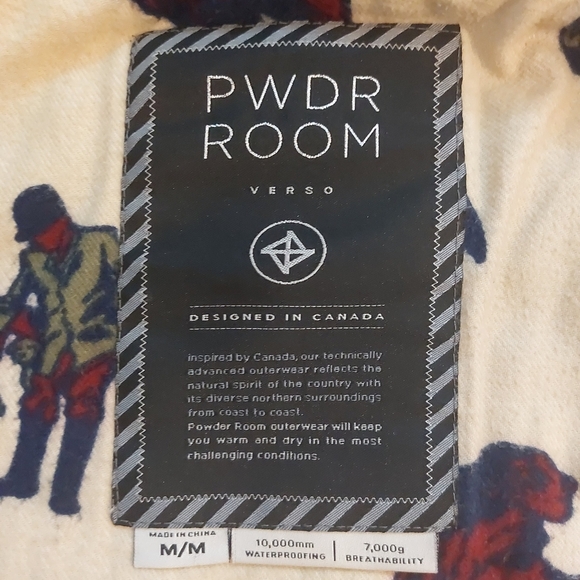 PWDR
ROOM
VERSO
DESIGNED IN CANADA
inspired by Canada, our technically
advanced outerwear reflects the
natural spirit of the country with
its diverse northern surroundings
from coast to coast.
Powder Room outerwear will keep
you warm and dry in the most
challenging conditions.
MADE IN CHINA
M/M
10,000mm
WATERPROOFING
7,000g
BREATHABILITY